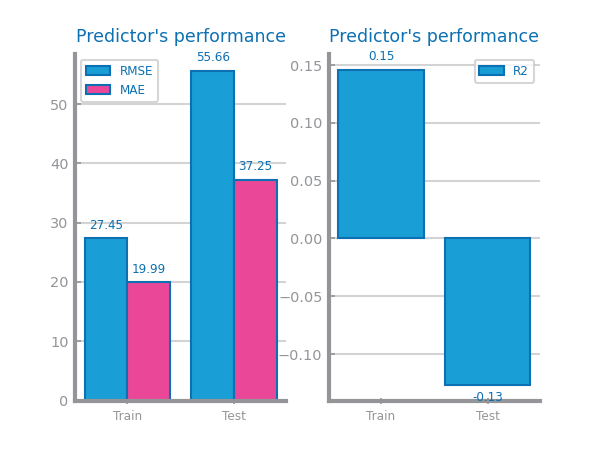 Predictor's performance
55.66
RMSE
MAE
50
40
37.25
30
27.45
19.99
20
10
0
Train
Test
Predictor's performance
0.15
0.15
R2
0.10
0.05
0.00
−0.05
−0.10
-0.13
Train
Test